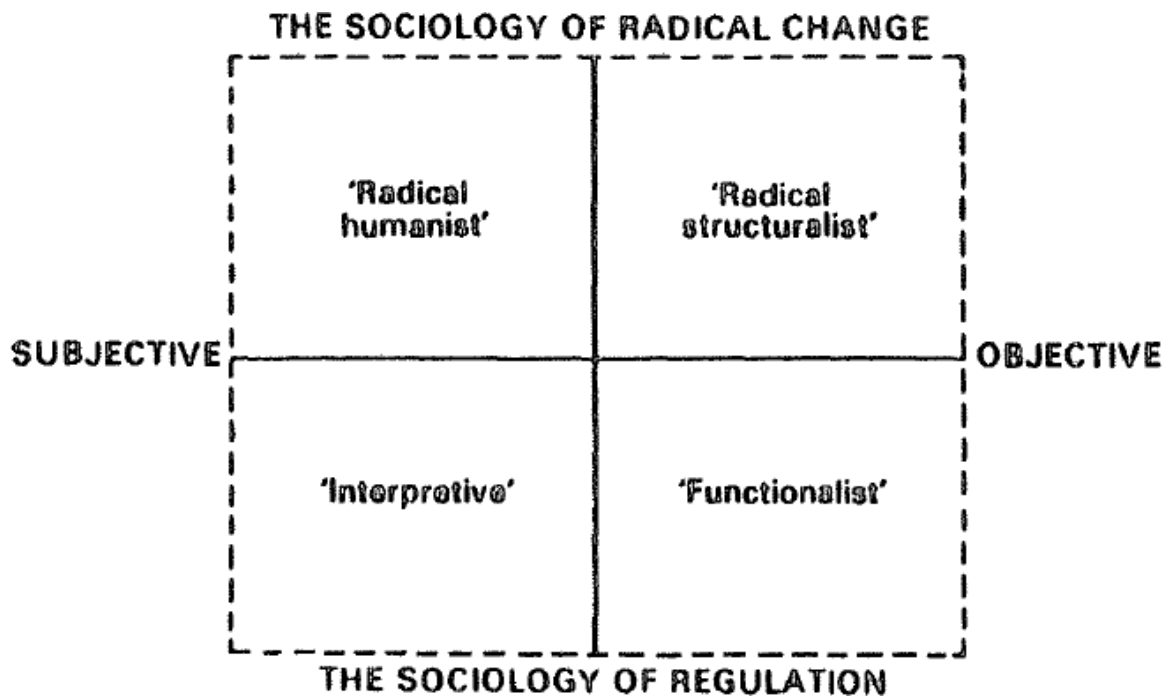 THE SOCIOLOGY OF RADICAL CHANGE
'Radical
humanist'
'Radical
structuralist'
SUBJECTIVE
OBJECTIVE
'Interpretive'
'Functionalist'
THE SOCIOLOGY OF REGULATION